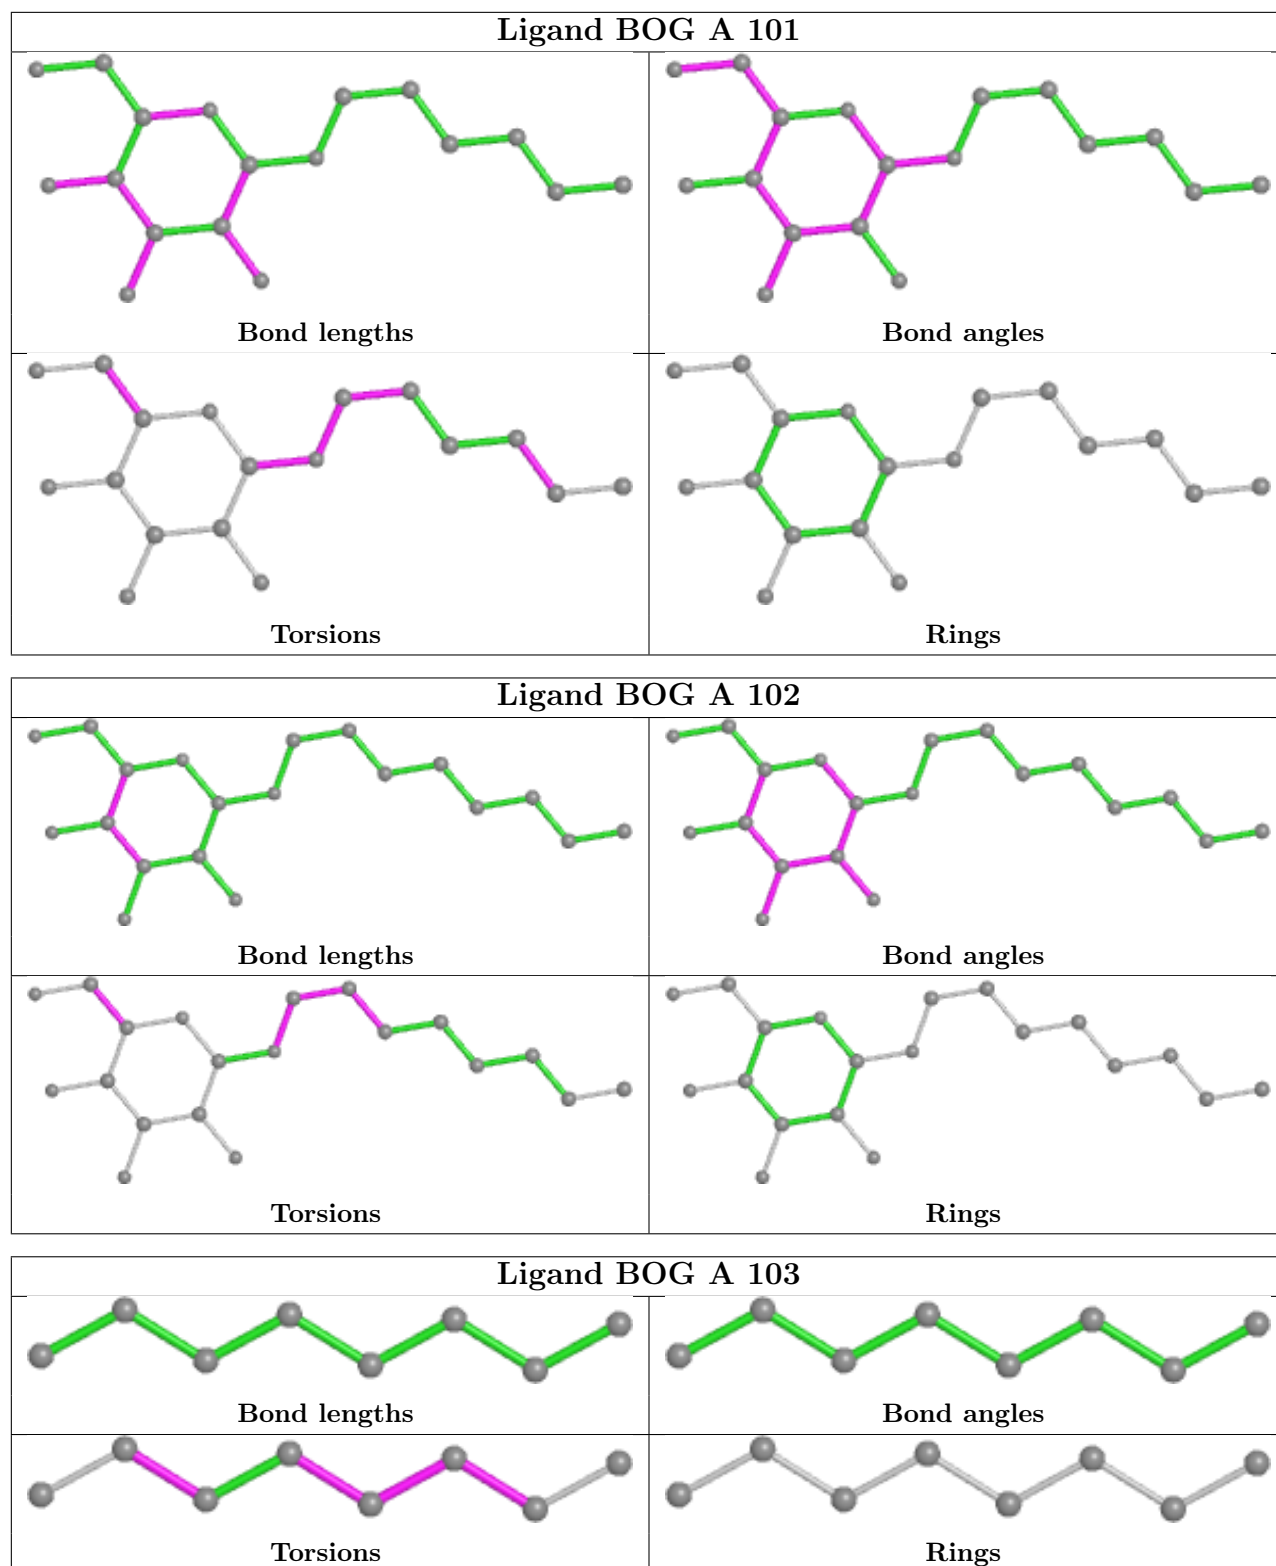 Ligand BOG A 101
Bond lengths
Bond angles
Torsions
Rings
Ligand BOG A 102
Bond lengths
Bond angles
Torsions
Rings
Ligand BOG A 103
Bond lengths
Bond angles
Torsions
Rings